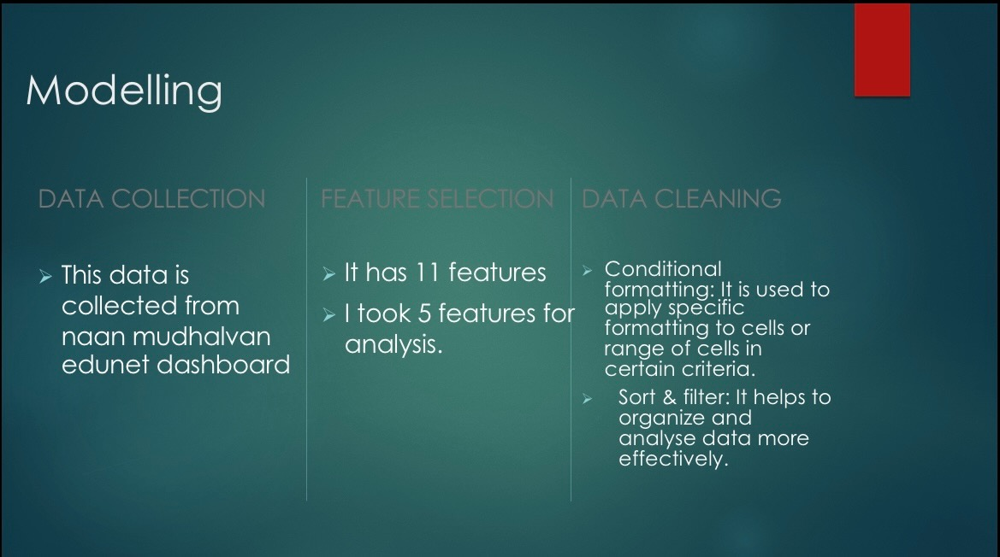 Modelling
DATA COLLECTION
This data is
collected from
naan mudhalvan
edunet dashboard
FEATURE SELECTION
It has 11 features
I took 5 features for
analysis.
DATA CLEANING
Conditional
formatting: It is used to
apply specific
formatting to cells or
range of cells in
certain criteria.
Sort & filter: It helps to
organize and
analyse data more
effectively.